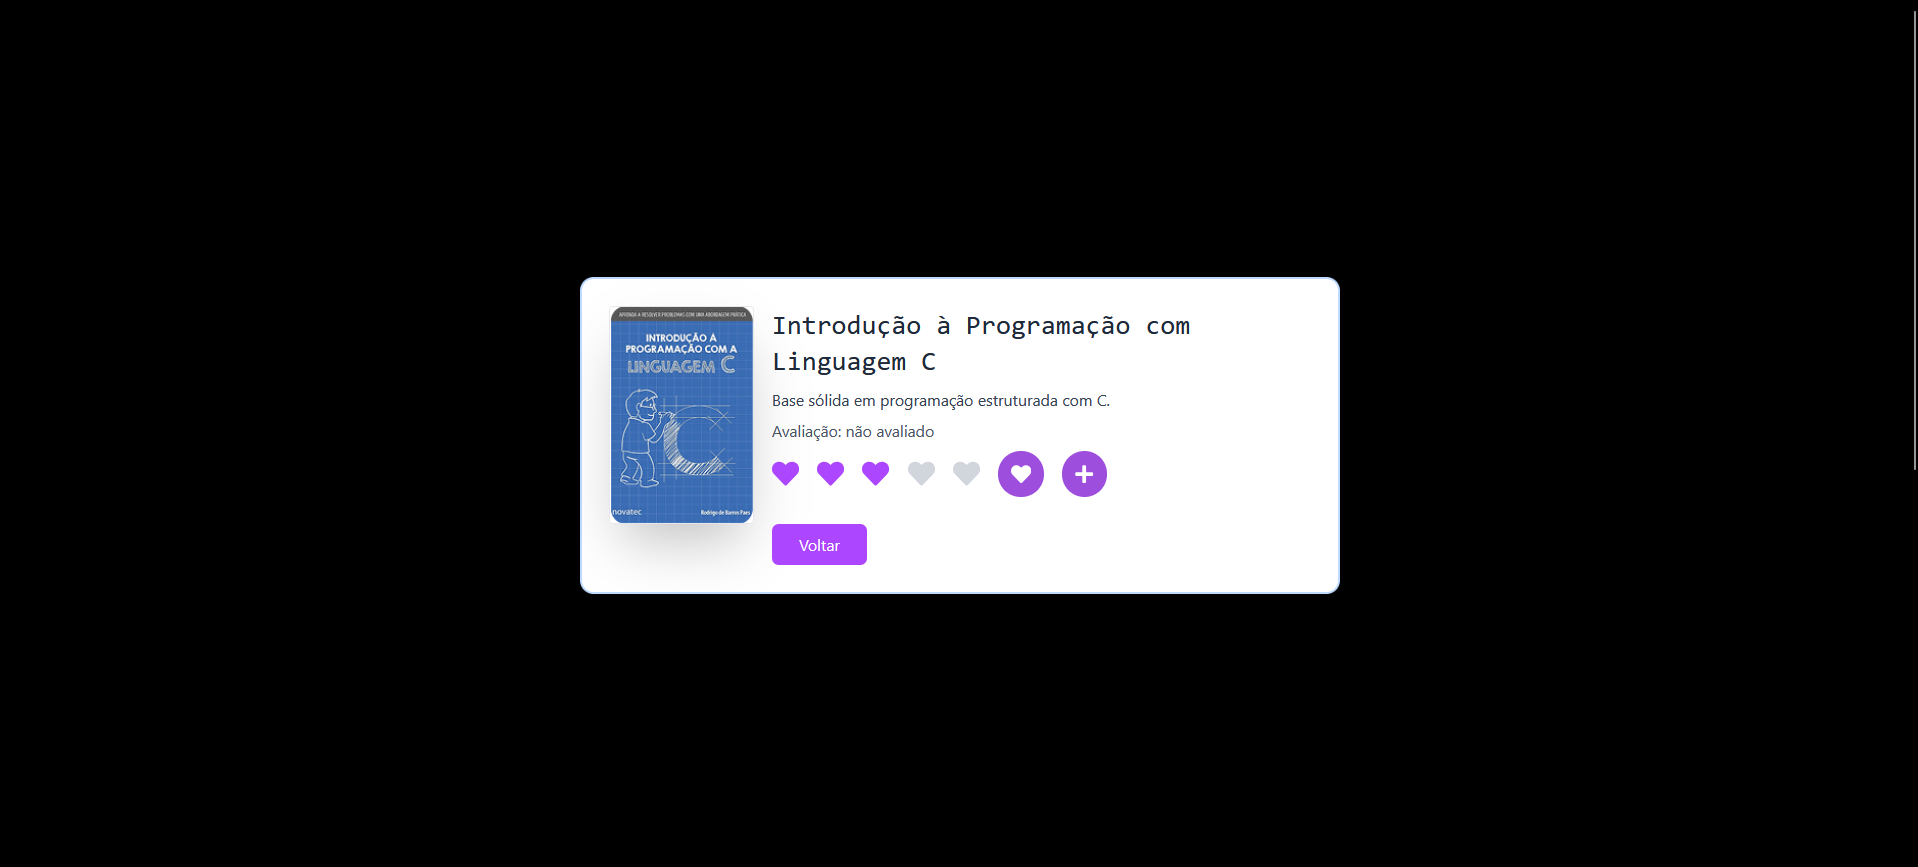 APRENDA A RESOLVER PROBLEMAS COM UMA ABORDAGEM PRÁTICA
INTRODUÇÃO À
PROGRAMAÇÃO COM A
LINGUAGEM C
novatec
Rodrigo de Barros Paes
Introdução à Programação com
Linguagem C
Base sólida em programação estruturada com C.
Avaliação: não avaliado
Voltar